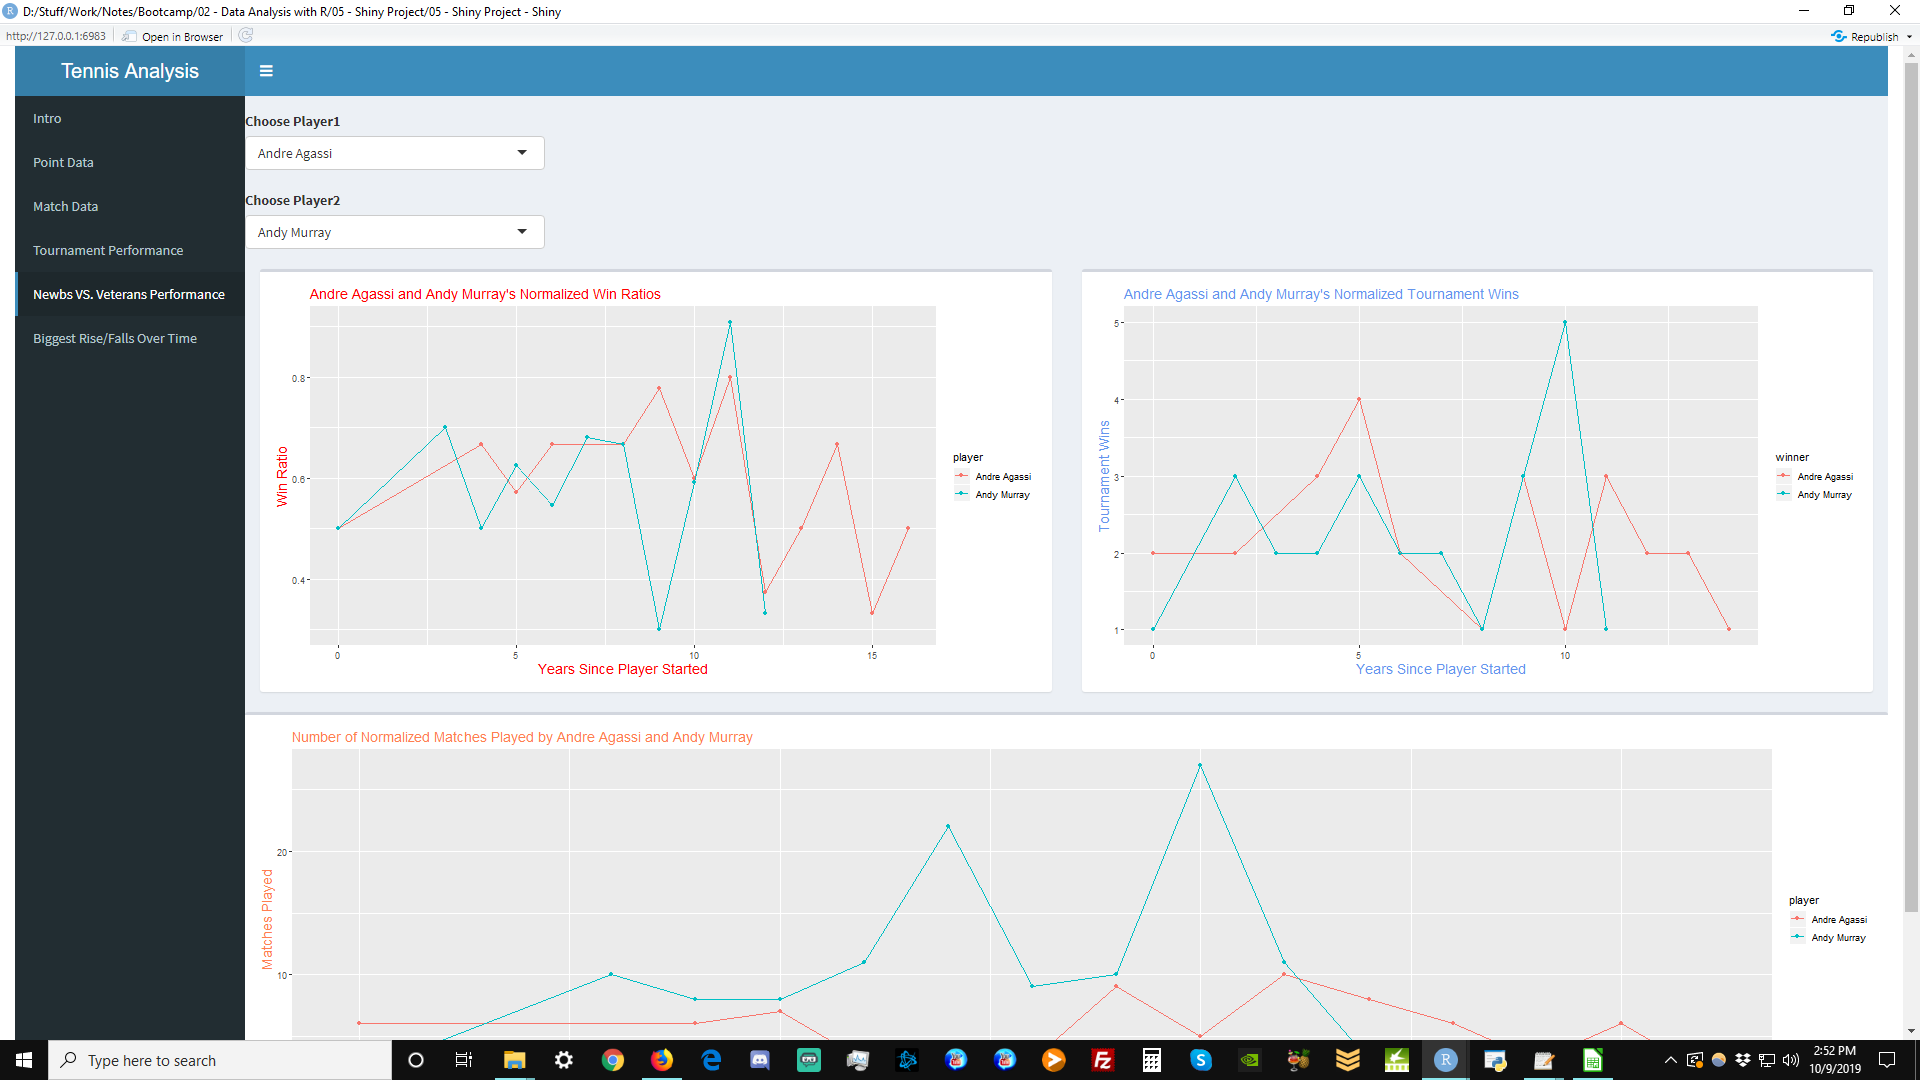 D:/Stuff/Work/Notes/Bootcamp/02 - Data Analysis with R/05 - Shiny Project/05 - Shiny Project - Shiny
http://127.0.0.1:6983
Open in Browser
Republish
Tennis Analysis
Intro
Point Data
Match Data
Tournament Performance
Newbs VS. Veterans Performance
Biggest Rise/Falls Over Time
Choose Player1
Andre Agassi
Choose Player2
Andy Murray
Andre Agassi and Andy Murray's Normalized Win Ratios
Win Ratio
0.8
0.6
0.4
0
5
10
15
Years Since Player Started
player
Andre Agassi
Andy Murray
Andre Agassi and Andy Murray's Normalized Tournament Wins
Tournament Wins
5
4
3
2
1
0
5
10
Years Since Player Started
winner
Andre Agassi
Andy Murray
Number of Normalized Matches Played by Andre Agassi and Andy Murray
Matches Played
20
10
player
Andre Agassi
Andy Murray
Type here to search
2:52 PM
10/9/2019